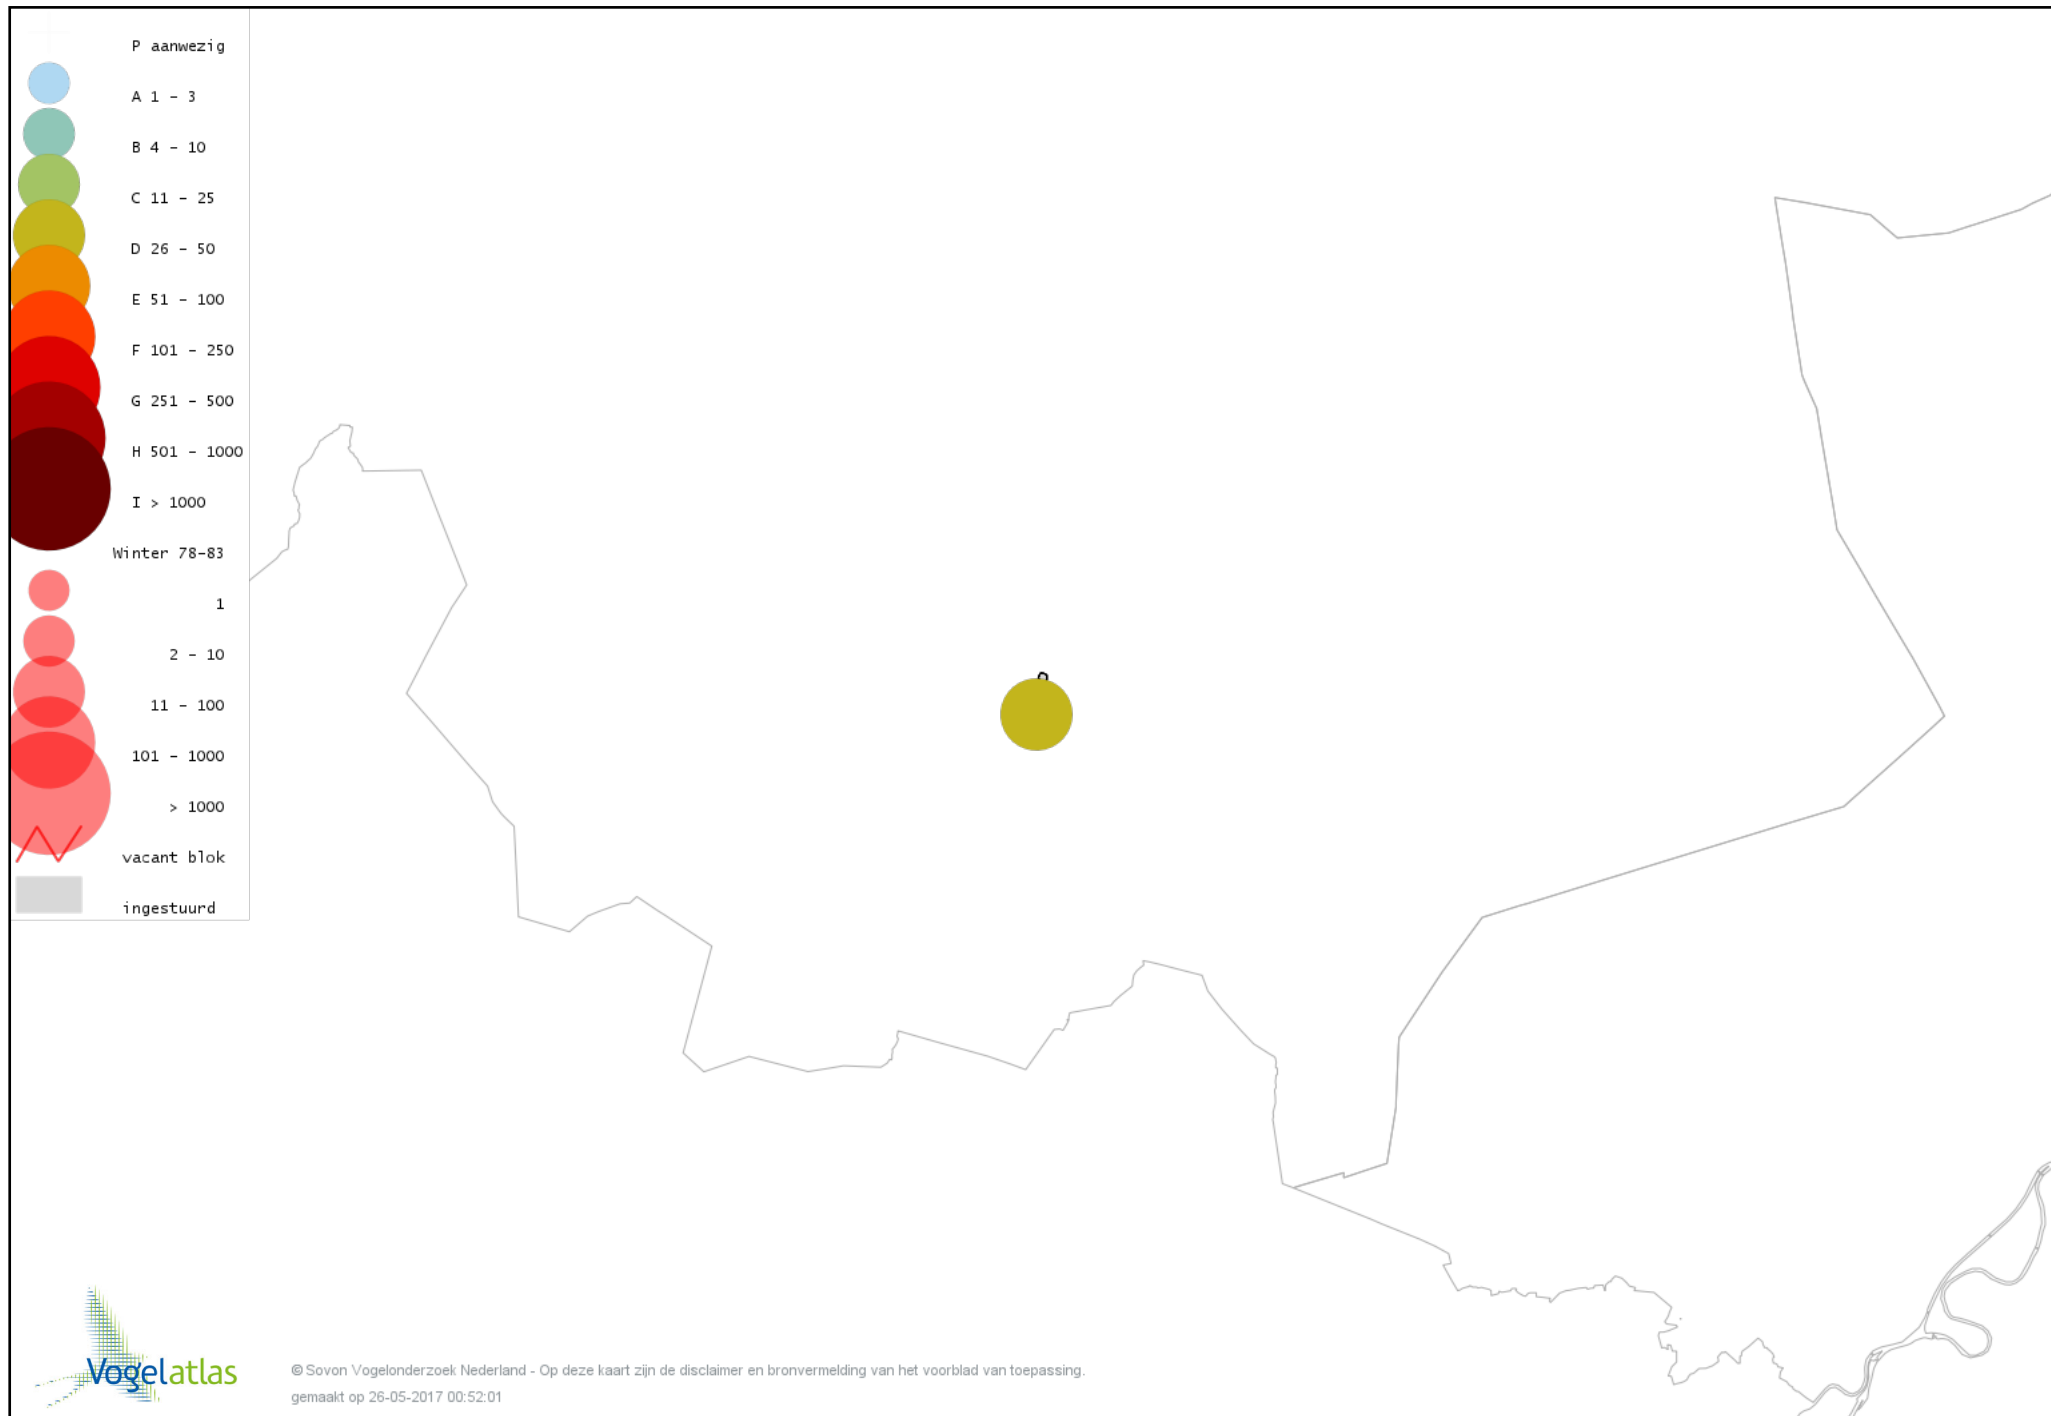 P aanwezig
A 1 - 3
B 4 - 10
C 11 - 25
D 26 - 50
E 51 - 100
F 101 - 250
G 251 - 500
H 501 - 1000
I > 1000
Winter 78-83
1
2 - 10
11 - 100
101 - 1000
> 1000
vacant blok
ingestuurd
Vogelatlas
© Sovon Vogelonderzoek Nederland - Op deze kaart zijn de disclaimer en bronvermelding van het voorblad van toepassing.
gemaakt op 26-05-2017 00:52:01